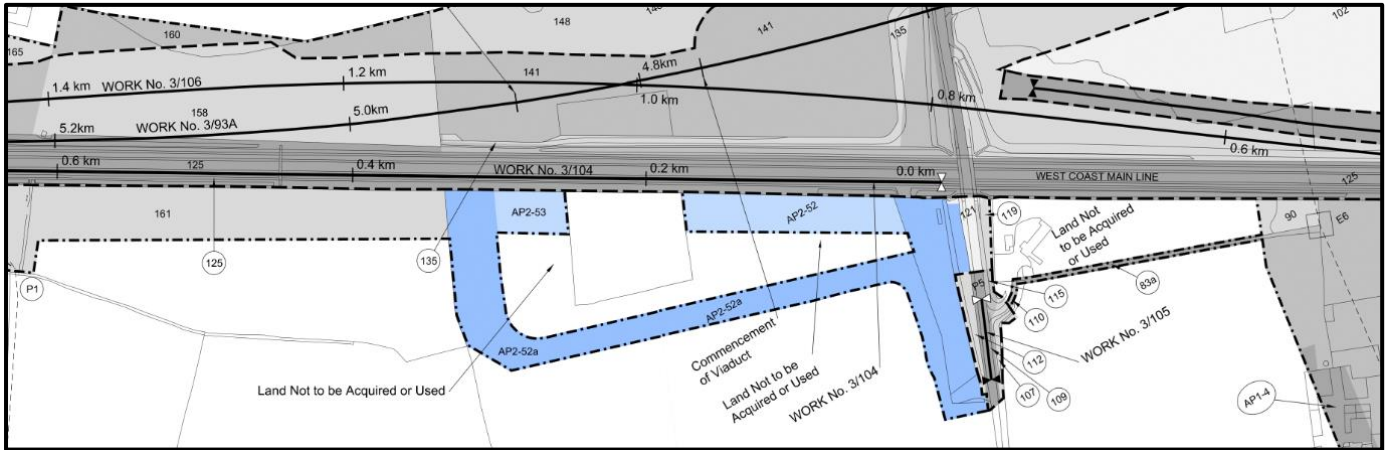 165
160
148
141
135
102
1.4 km
WORK No. 3/106
1.2 km
141
4.8km
1.0 km
0.8 km
0.6 km
158
5.2km
WORK No. 3/93A
5.0km
0.6 km
125
0.4 km
WORK No. 3/104
0.2 km
0.0 km
WEST COAST MAIN LINE
125
161
AP2-53
AP2-52
121
119
90
E6
Land Not
to be Acquired
or Used
P1
125
135
P5
115
83a
110
AP2-52a
AP2-52a
WORK No. 3/105
112
107
109
Commencement
of Viaduct
Land Not to be
Acquired or Used
WORK No. 3/104
Land Not to be Acquired or Used
AP1-4